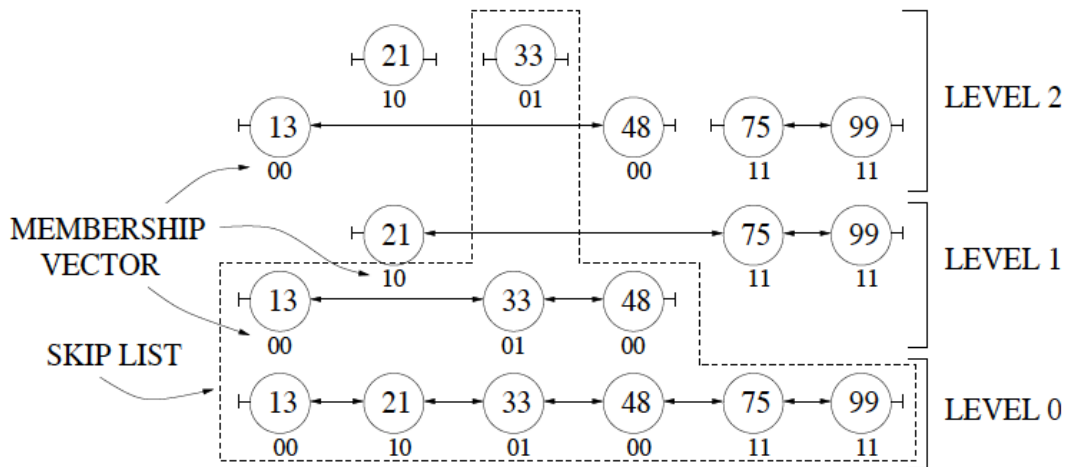 21 33
10 01
LEVEL 2
13 48 75 99
00 00 11 11
MEMBERSHIP
VECTOR
21 75 99
10 11 11
LEVEL 1
13 33 48
00 01 00
SKIP LIST
13 21 33 48 75 99
00 10 01 00 11 11
LEVEL 0